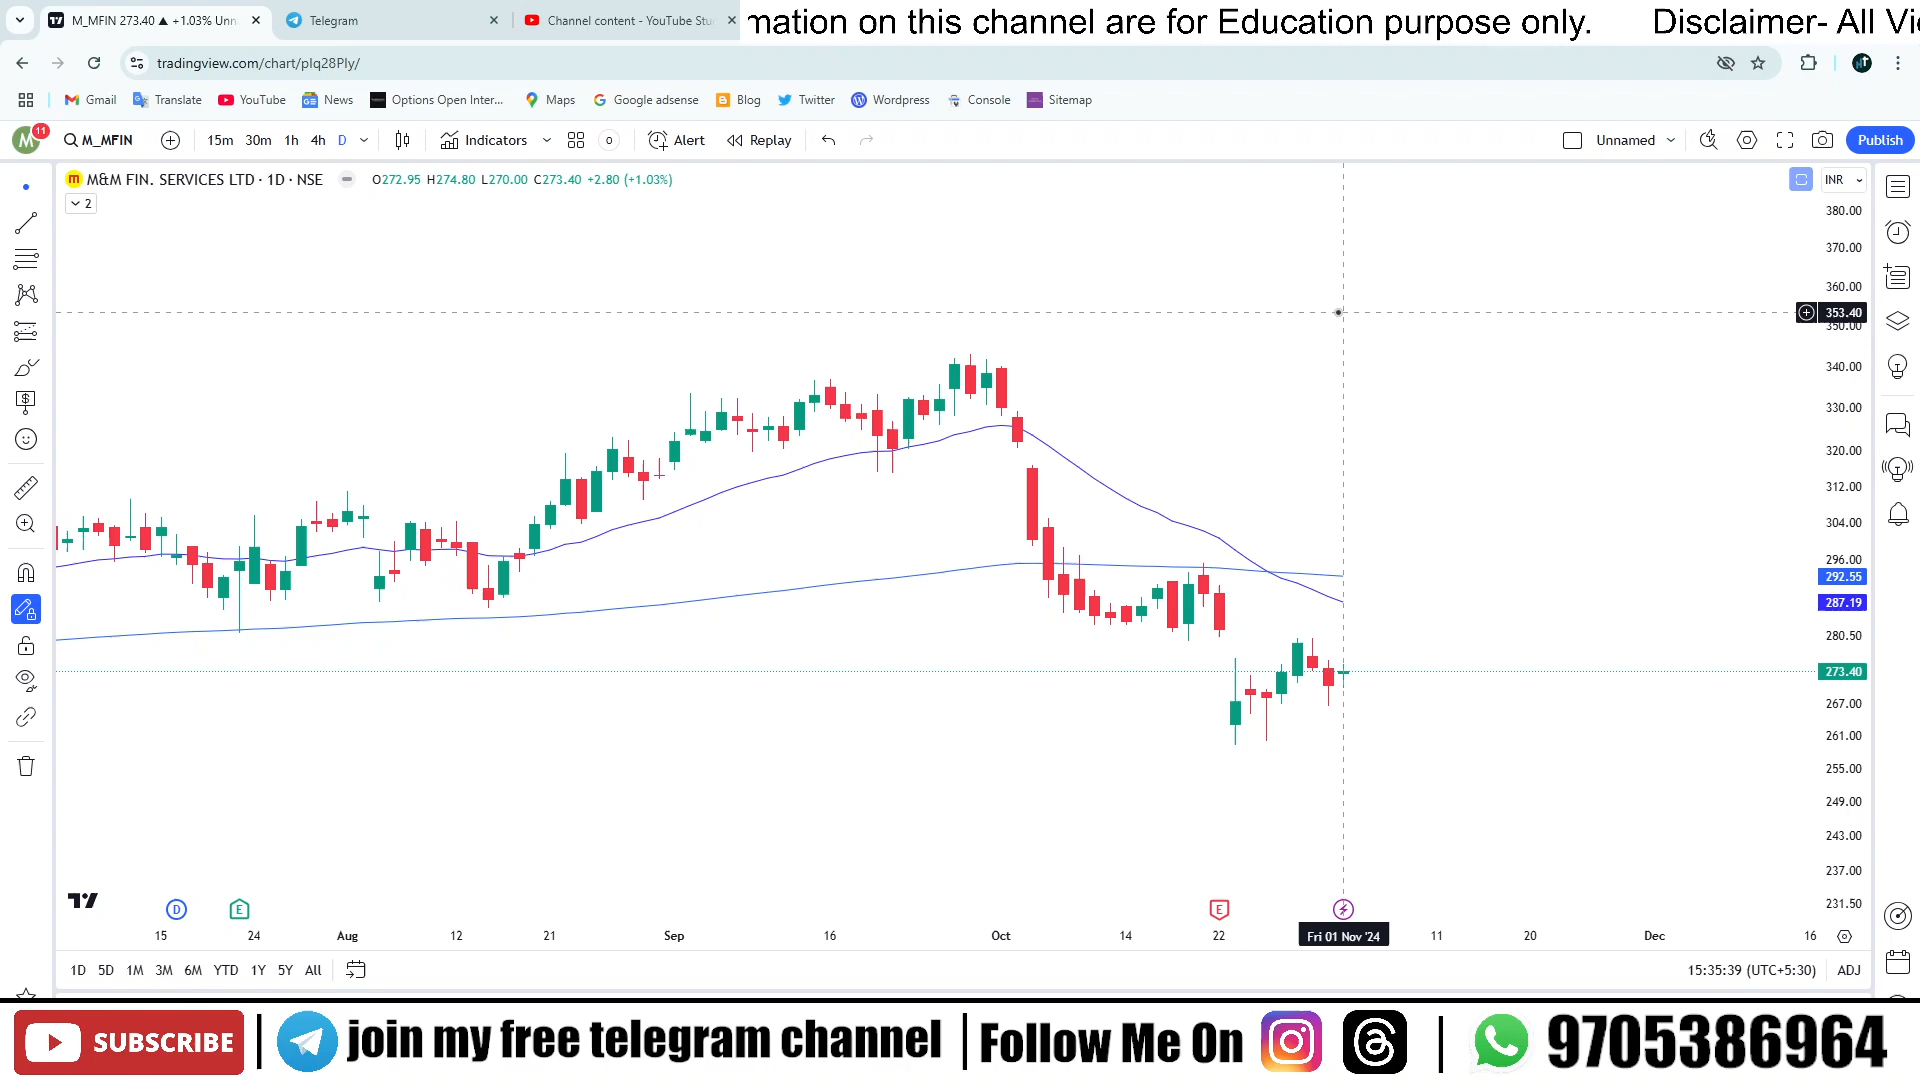 M_MFIN 273.40 ▲ +1.03% Unn
Telegram
Channel content - YouTube Stu
mation on this channel are for Education purpose only. Disclaimer- All Vi
tradingview.com/chart/pIq28PIy/
Gmail Translate YouTube News Options Open Inter... Maps Google adsense Blog Twitter Wordpress Console Sitemap
M 11 M_MFIN 15m 30m 1h 4h D Indicators 0 Alert Replay Unnamed Publish
M&M FIN. SERVICES LTD · 1D · NSE O272.95 H274.80 L270.00 C273.40 +2.80 (+1.03%) INR
2
380.00
370.00
360.00
353.40
350.00
340.00
330.00
320.00
312.00
304.00
296.00
292.55
287.19
280.50
273.40
267.00
261.00
255.00
249.00
243.00
237.00
231.50
D E E
15 24 Aug 12 21 Sep 16 Oct 14 22 Fri 01 Nov '24 11 20 Dec 16
1D 5D 1M 3M 6M YTD 1Y 5Y All 15:35:39 (UTC+5:30) ADJ
SUBSCRIBE | join my free telegram channel | Follow Me On | 9705386964